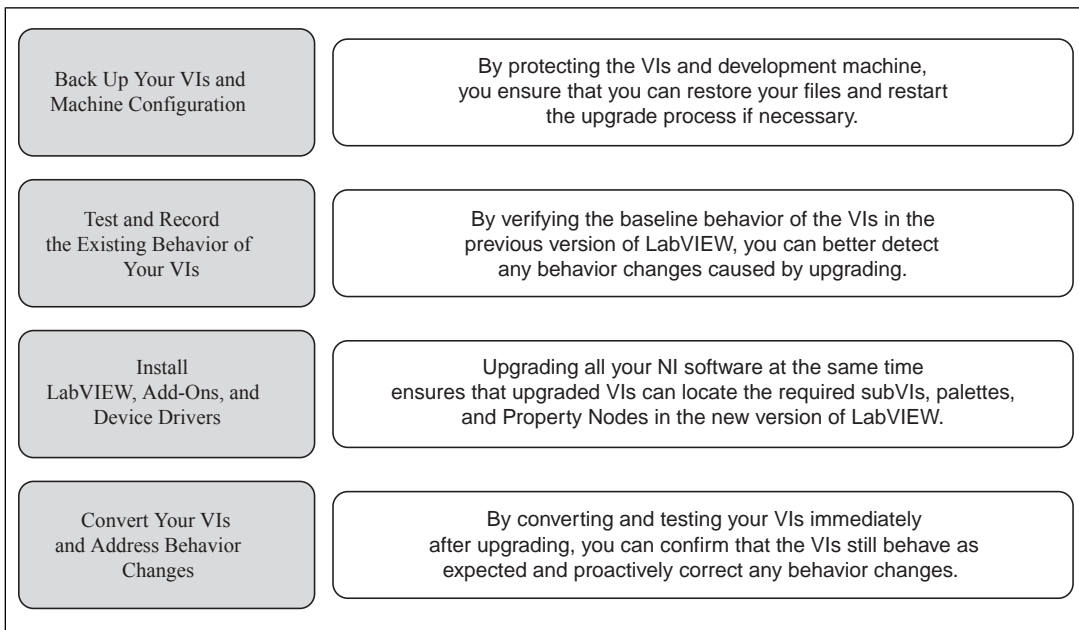 Back Up Your VIs and
Machine Configuration
By protecting the VIs and development machine,
you ensure that you can restore your files and restart
the upgrade process if necessary.
Test and Record
the Existing Behavior of
Your VIs
By verifying the baseline behavior of the VIs in the
previous version of LabVIEW, you can better detect
any behavior changes caused by upgrading.
Install
LabVIEW, Add-Ons, and
Device Drivers
Upgrading all your NI software at the same time
ensures that upgraded VIs can locate the required subVIs, palettes,
and Property Nodes in the new version of LabVIEW.
Convert Your VIs
and Address Behavior
Changes
By converting and testing your VIs immediately
after upgrading, you can confirm that the VIs still behave as
expected and proactively correct any behavior changes.